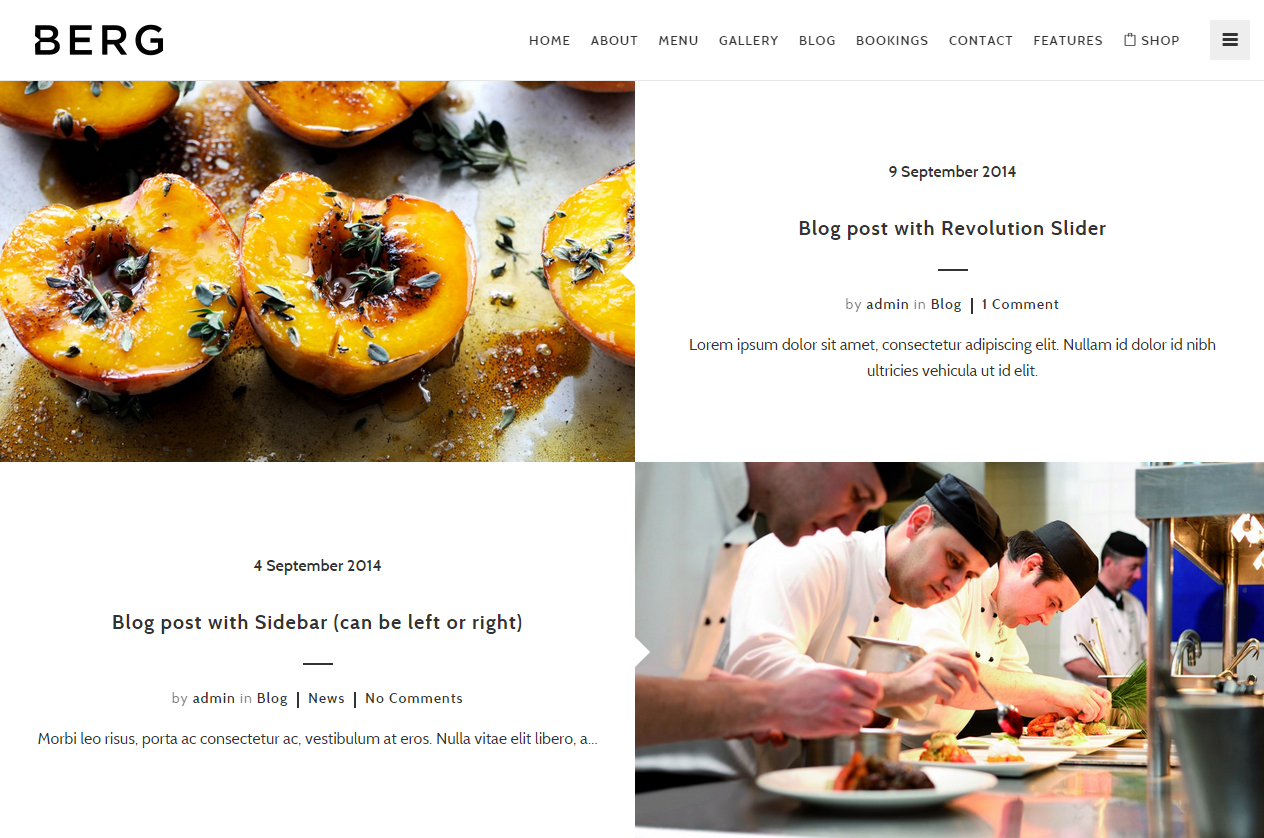 BERG
HOME ABOUT MENU GALLERY BLOG BOOKINGS CONTACT FEATURES SHOP
9 September 2014
Blog post with Revolution Slider
by admin in Blog | 1 Comment
Lorem ipsum dolor sit amet, consectetur adipiscing elit. Nullam id dolor id nibh
ultricies vehicula ut id elit.
4 September 2014
Blog post with Sidebar (can be left or right)
by admin in Blog | News | No Comments
Morbi leo risus, porta ac consectetur ac, vestibulum at eros. Nulla vitae elit libero, a...